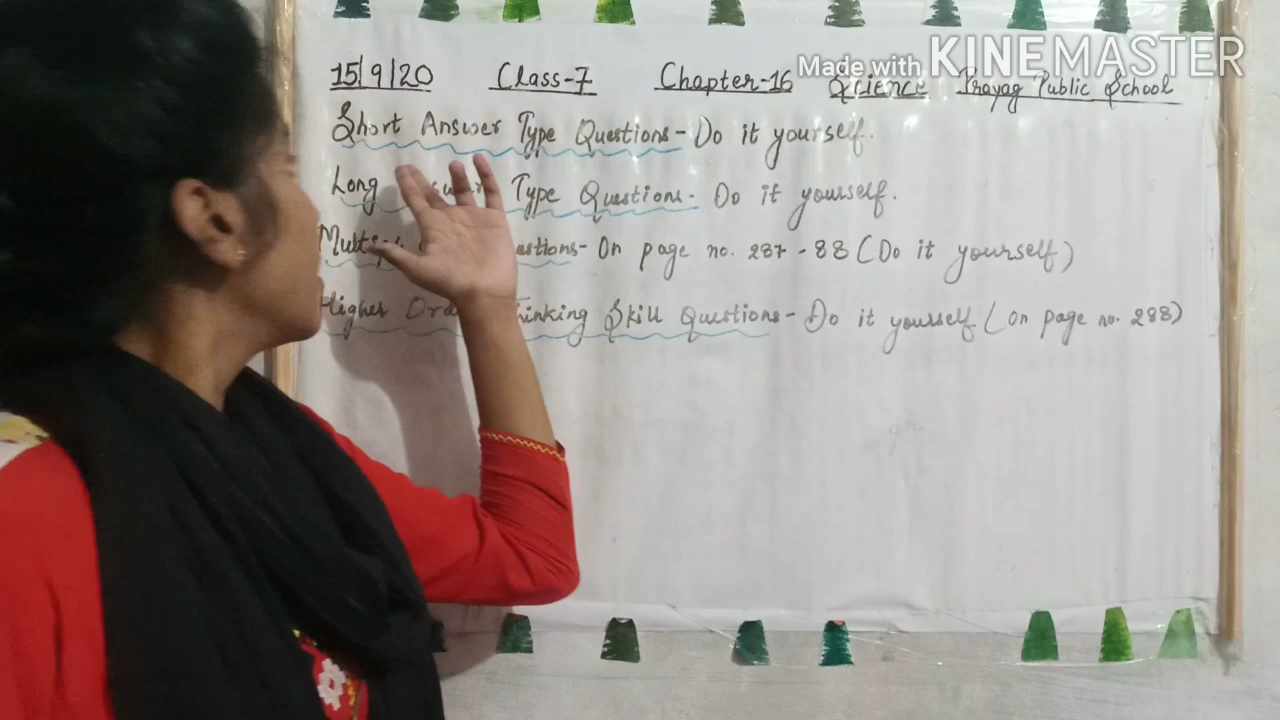 Made with KINEMASTER
15/9/20 Class-7 Chapter-16 Science Prayag Public School
Short Answer Type Questions- Do it yourself.
Long Type Questions- Do it yourself.
On page no. 287-88 (Do it yourself)
Higher Thinking Skill Questions- Do it yourself (On page no. 288)